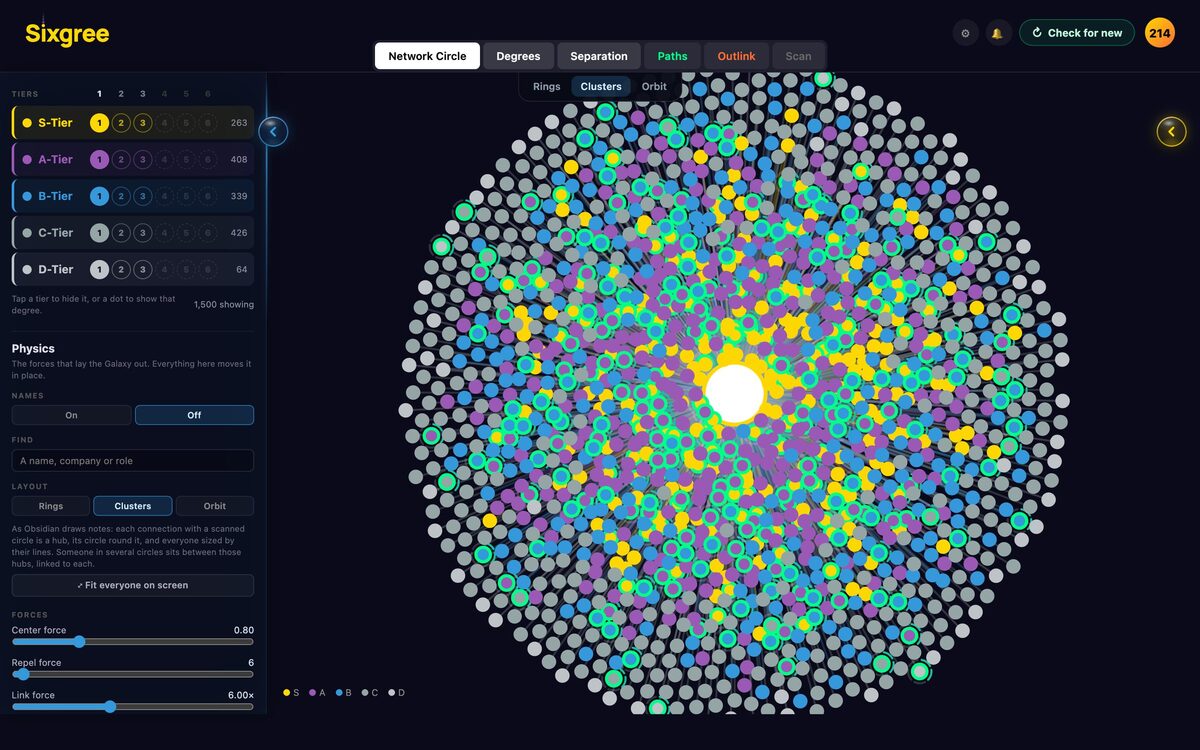 Sixgree
Check for new
214
Network Circle
Degrees
Separation
Paths
Outlink
Scan
Rings
Clusters
Orbit
TIERS 1 2 3 4 5 6
S-Tier 1 2 3 4 5 6 263
A-Tier 1 2 3 4 5 6 408
B-Tier 1 2 3 4 5 6 339
C-Tier 1 2 3 4 5 6 426
D-Tier 1 2 3 4 5 6 64
Tap a tier to hide it, or a dot to show that
degree.
1,500 showing
Physics
The forces that lay the Galaxy out. Everything here moves it
in place.
NAMES
On Off
FIND
A name, company or role
LAYOUT
Rings Clusters Orbit
As Obsidian draws notes: each connection with a scanned
circle is a hub, its circle round it, and everyone sized by
their lines. Someone in several circles sits between those
hubs, linked to each.
Fit everyone on screen
FORCES
Center force 0.80
Repel force 6
Link force 6.00×
S A B C D